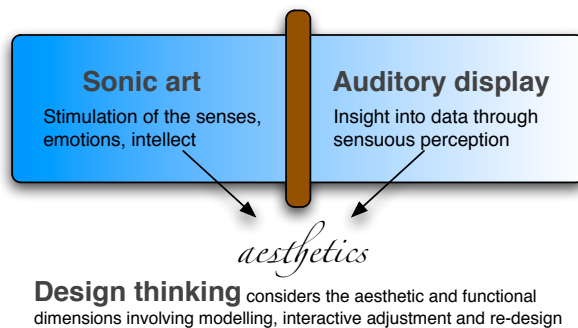 Sonic art
Stimulation of the senses,
emotions, intellect
Auditory display
Insight into data through
sensuous perception
aesthetics
Design thinking considers the aesthetic and functional
dimensions involving modelling, interactive adjustment and re-design